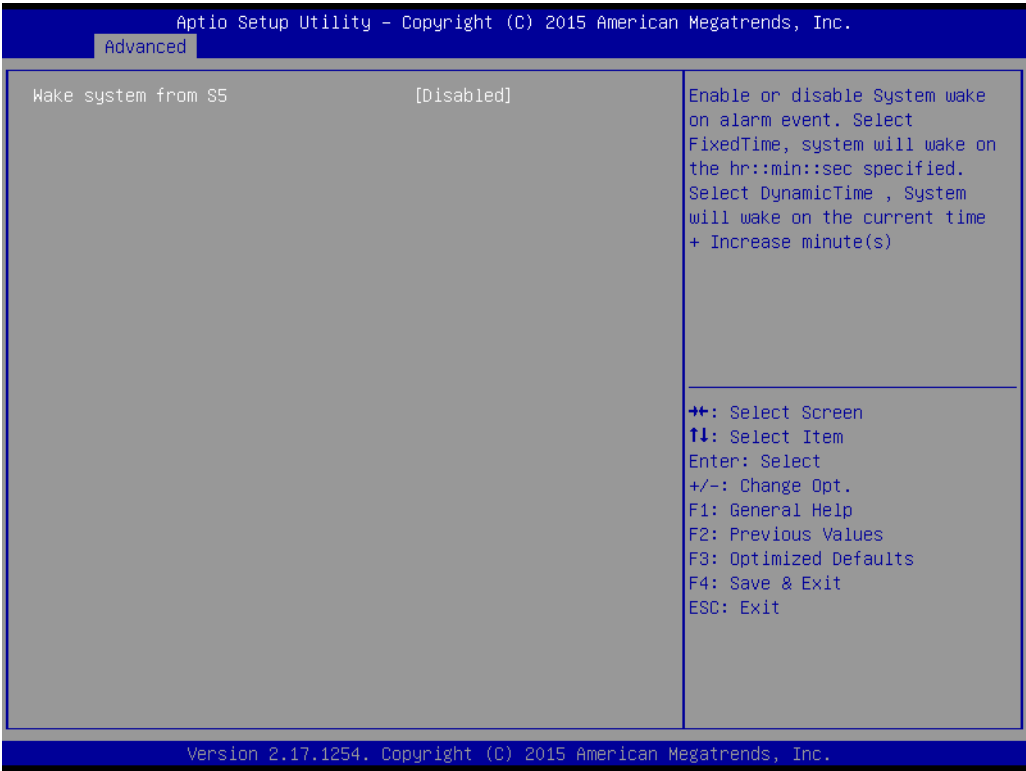 Aptio Setup Utility – Copyright (C) 2015 American Megatrends, Inc.
Advanced
Wake system from S5 [Disabled]
Enable or disable System wake
on alarm event. Select
FixedTime, system will wake on
the hr::min::sec specified.
Select DynamicTime , System
will wake on the current time
+ Increase minute(s)
→←: Select Screen
↑↓: Select Item
Enter: Select
+/-: Change Opt.
F1: General Help
F2: Previous Values
F3: Optimized Defaults
F4: Save & Exit
ESC: Exit
Version 2.17.1254. Copyright (C) 2015 American Megatrends, Inc.